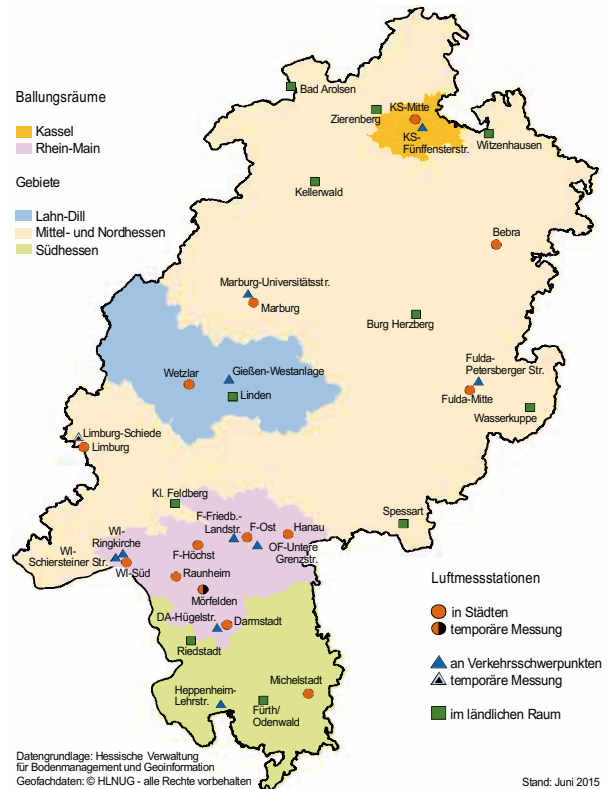 Ballungsräume
Kassel
Rhein-Main
Gebiete
Lahn-Dill
Mittel- und Nordhessen
Südhessen
Bad Arolsen
KS-Mitte
Zierenberg
KS-
Fünffensterstr.
Witzenhausen
Kellerwald
Bebra
Marburg-Universitätsstr.
Marburg
Burg Herzberg
Wetzlar
Gießen-Westanlage
Linden
Fulda-
Petersberger Str.
Fulda-Mitte
Wasserkuppe
Limburg-Schiede
Limburg
Kl. Feldberg
Spessart
F-Friedb.-
Landstr.
F-Ost
Hanau
WI-
Ringkirche
F-Höchst
OF-Untere
Grenzstr.
WI-
Schiersteiner Str.
WI-Süd
Raunheim
Mörfelden
DA-Hügelstr.
Darmstadt
Riedstadt
Heppenheim-
Lehrstr.
Michelstadt
Fürth/
Odenwald
Luftmessstationen
in Städten
temporäre Messung
an Verkehrsschwerpunkten
temporäre Messung
im ländlichen Raum
Datengrundlage: Hessische Verwaltung
für Bodenmanagement und Geoinformation
Geofachdaten: © HLNUG - alle Rechte vorbehalten
Stand: Juni 2015